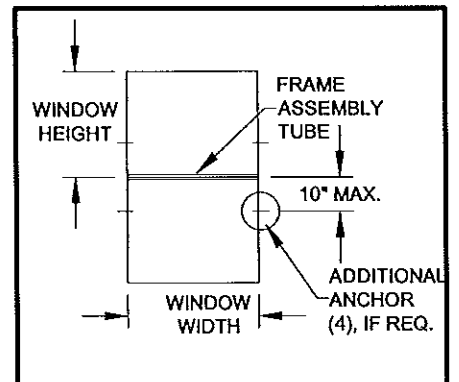 WINDOW
HEIGHT
FRAME
ASSEMBLY
TUBE
10" MAX.
ADDITIONAL
ANCHOR
(4), IF REQ.
WINDOW
WIDTH